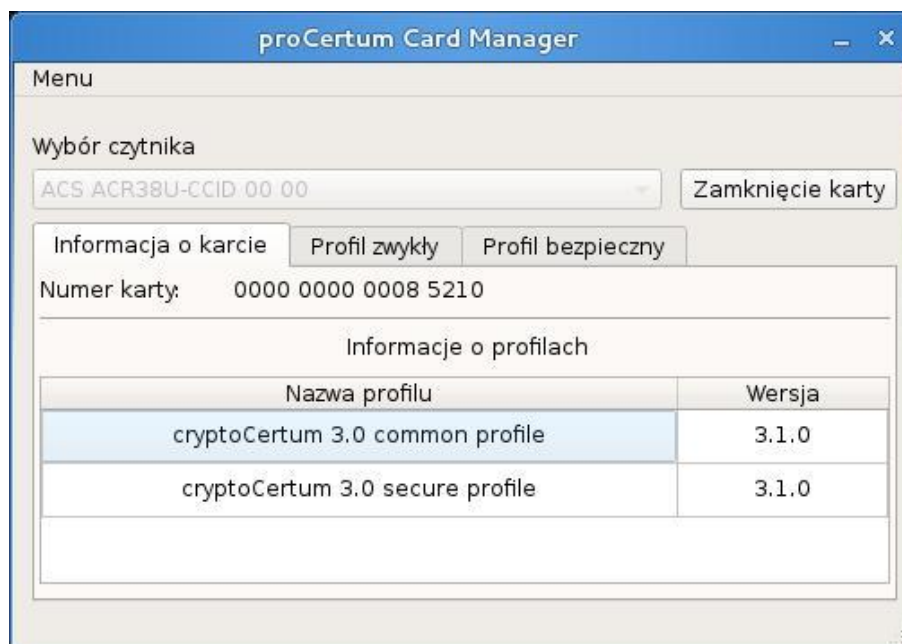 proCertum Card Manager
Menu
Wybór czytnika
ACS ACR38U-CCID 00 00
Zamknięcie karty
Informacja o karcie Profil zwykły Profil bezpieczny
Numer karty: 0000 0000 0008 5210
Informacje o profilach
Nazwa profilu Wersja
cryptoCertum 3.0 common profile 3.1.0
cryptoCertum 3.0 secure profile 3.1.0